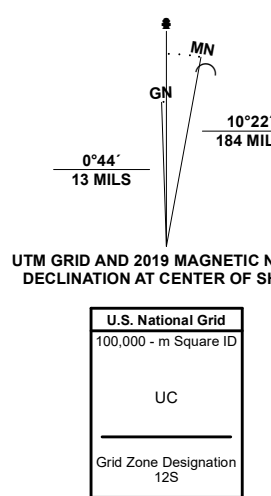 MN
GN
10°22´
184 MIL
0°44´
13 MILS
UTM GRID AND 2019 MAGNETIC N
DECLINATION AT CENTER OF SH
U.S. National Grid
100,000 - m Square ID
UC
Grid Zone Designation
12S